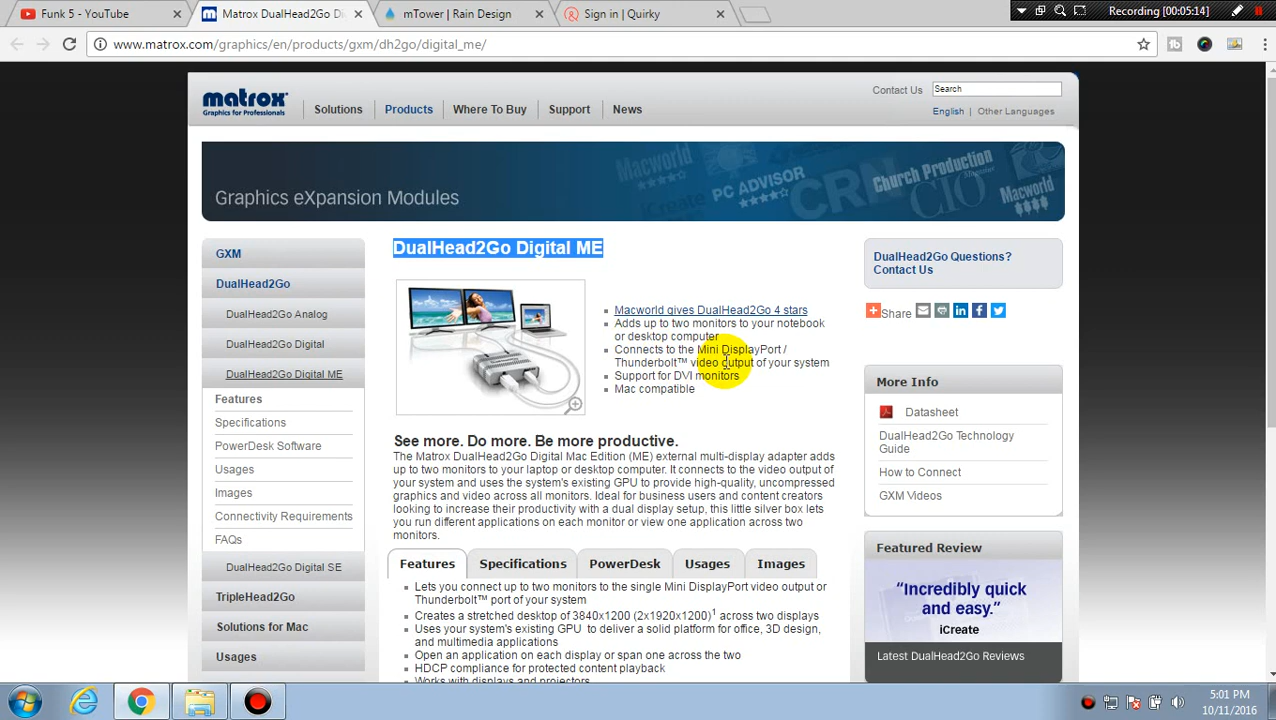 Funk 5 - YouTube
Matrox DualHead2Go Di
mTower | Rain Design
Sign in | Quirky
Recording [00:05:14]
www.matrox.com/graphics/en/products/gxm/dh2go/digital_me/
matrox
Graphics for Professionals
Solutions
Products
Where To Buy
Support
News
Contact Us
Search
English | Other Languages
Graphics eXpansion Modules
Macworld
iCreate
PC ADVISOR
CRN
Church Production
Magazine
CIO
Macworld
GXM
DualHead2Go
DualHead2Go Analog
DualHead2Go Digital
DualHead2Go Digital ME
Features
Specifications
PowerDesk Software
Usages
Images
Connectivity Requirements
FAQs
DualHead2Go Digital SE
TripleHead2Go
Solutions for Mac
Usages
DualHead2Go Digital ME
Macworld gives DualHead2Go 4 stars
Adds up to two monitors to your notebook
or desktop computer
Connects to the Mini DisplayPort /
Thunderbolt™ video output of your system
Support for DVI monitors
Mac compatible
See more. Do more. Be more productive.
The Matrox DualHead2Go Digital Mac Edition (ME) external multi-display adapter adds
up to two monitors to your laptop or desktop computer. It connects to the video output of
your system and uses the system's existing GPU to provide high-quality, uncompressed
graphics and video across all monitors. Ideal for business users and content creators
looking to increase their productivity with a dual display setup, this little silver box lets
you run different applications on each monitor or view one application across two
monitors.
Features
Specifications
PowerDesk
Usages
Images
Lets you connect up to two monitors to the single Mini DisplayPort video output or
Thunderbolt™ port of your system
Creates a stretched desktop of 3840x1200 (2x1920x1200)1 across two displays
Uses your system's existing GPU to deliver a solid platform for office, 3D design,
and multimedia applications
Open an application on each display or span one across the two
HDCP compliance for protected content playback
Works with displays and projectors
DualHead2Go Questions?
Contact Us
Share
More Info
Datasheet
DualHead2Go Technology
Guide
How to Connect
GXM Videos
Featured Review
“Incredibly quick
and easy.”
iCreate
Latest DualHead2Go Reviews
5:01 PM
10/11/2016